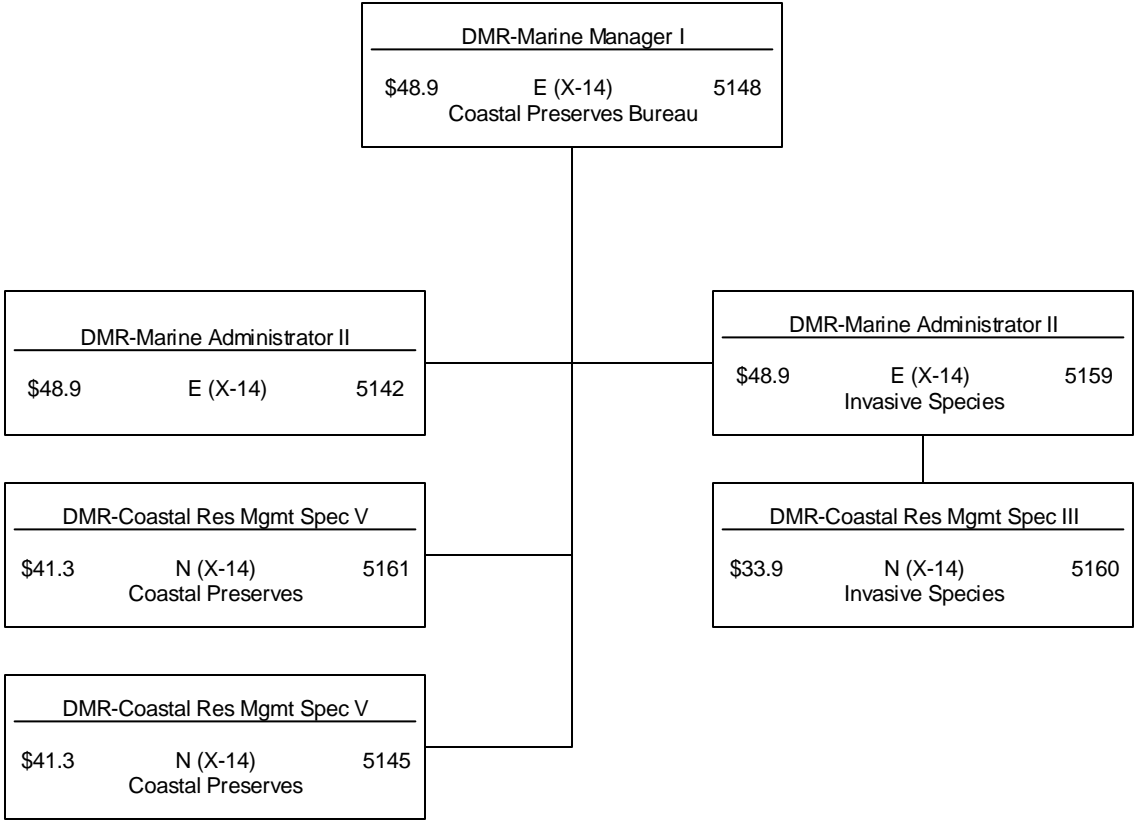 DMR-Marine Manager I
$48.9 E (X-14) 5148
Coastal Preserves Bureau
DMR-Marine Administrator II
$48.9 E (X-14) 5142
DMR-Marine Administrator II
$48.9 E (X-14) 5159
Invasive Species
DMR-Coastal Res Mgmt Spec V
$41.3 N (X-14) 5161
Coastal Preserves
DMR-Coastal Res Mgmt Spec III
$33.9 N (X-14) 5160
Invasive Species
DMR-Coastal Res Mgmt Spec V
$41.3 N (X-14) 5145
Coastal Preserves